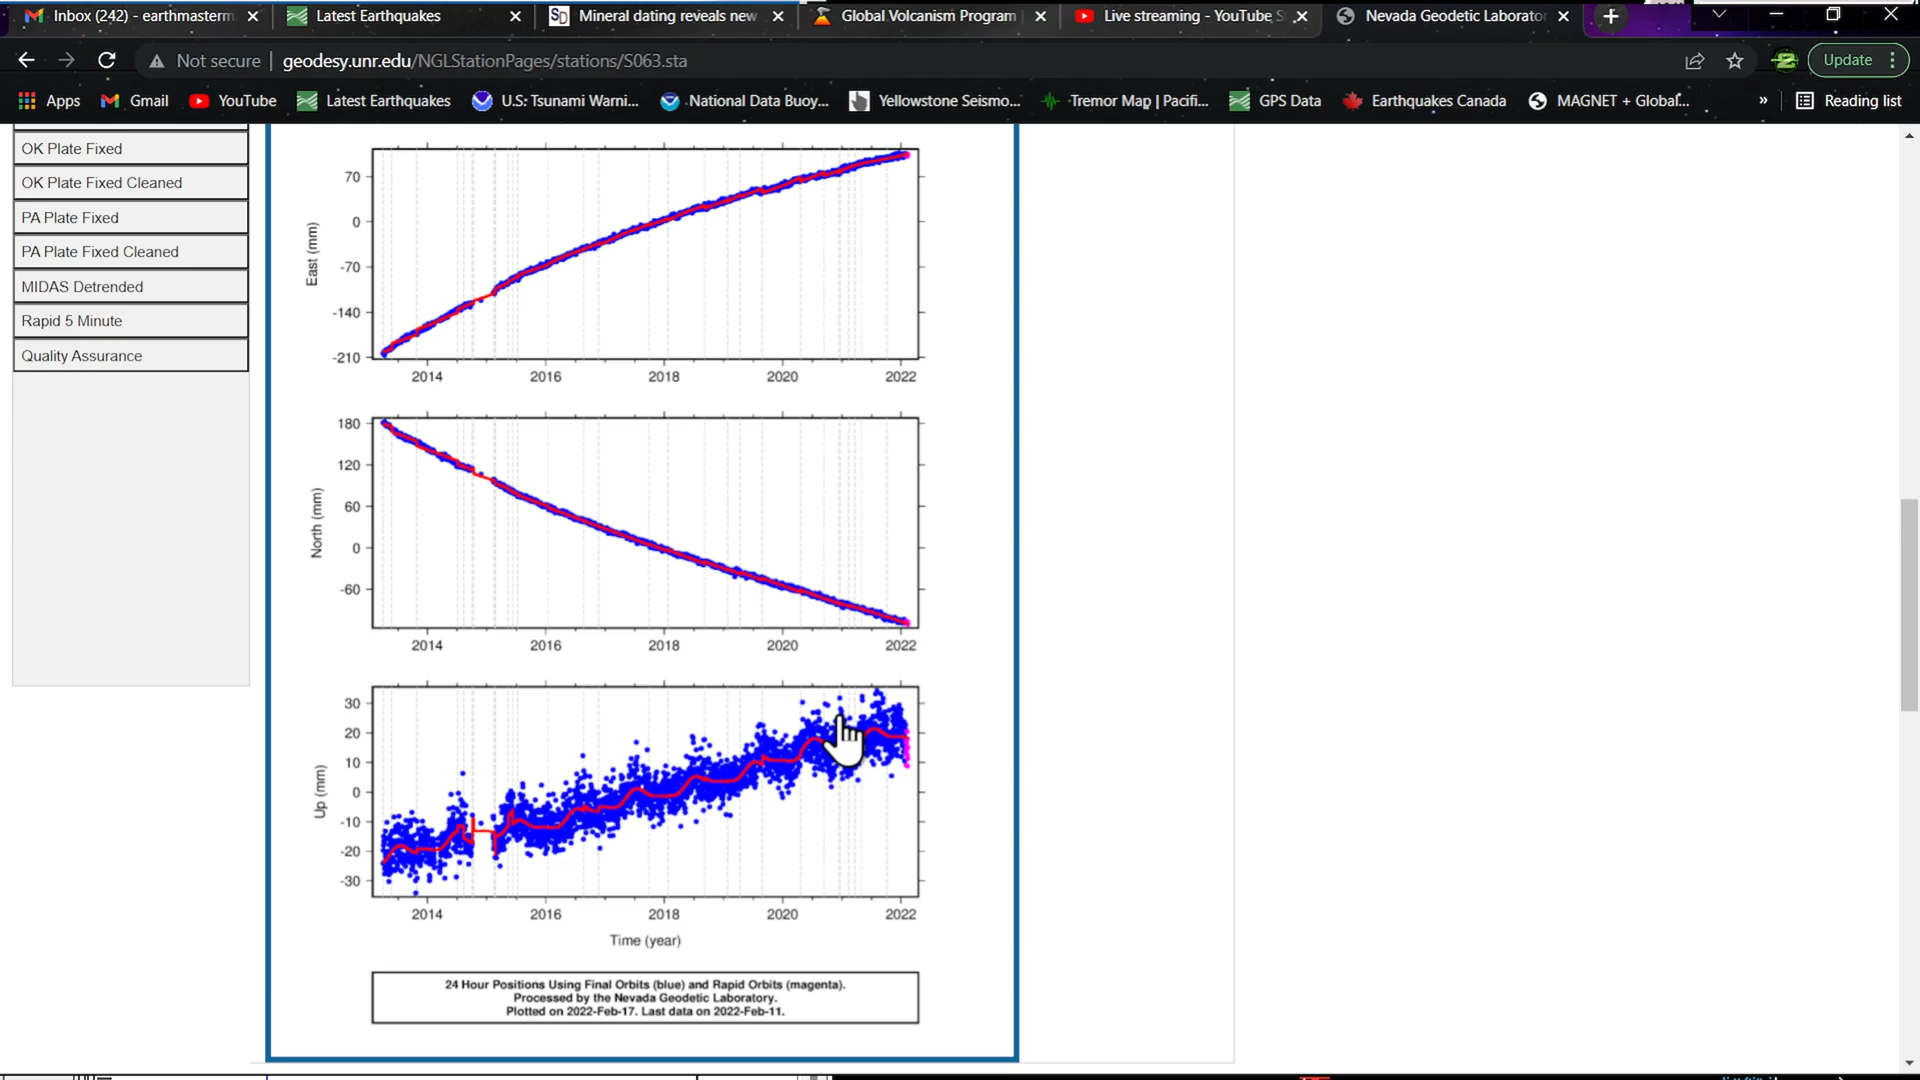 Inbox (242) - earthmasterm
Latest Earthquakes
Mineral dating reveals new
Global Volcanism Program
Live streaming - YouTube S
Nevada Geodetic Laborator
Not secure
geodesy.unr.edu/NGLStationPages/stations/S063.sta
Update
Apps
Gmail
YouTube
Latest Earthquakes
U.S. Tsunami Warni...
National Data Buoy...
Yellowstone Seismo...
Tremor Map | Pacifi...
GPS Data
Earthquakes Canada
MAGNET + Global...
»
Reading list
OK Plate Fixed
OK Plate Fixed Cleaned
PA Plate Fixed
PA Plate Fixed Cleaned
MIDAS Detrended
Rapid 5 Minute
Quality Assurance
East (mm)
70
0
-70
-140
-210
2014 2016 2018 2020 2022
North (mm)
180
120
60
0
-60
2014 2016 2018 2020 2022
Up (mm)
30
20
10
0
-10
-20
-30
2014 2016 2018 2020 2022
Time (year)
24 Hour Positions Using Final Orbits (blue) and Rapid Orbits (magenta).
Processed by the Nevada Geodetic Laboratory.
Plotted on 2022-Feb-17. Last data on 2022-Feb-11.